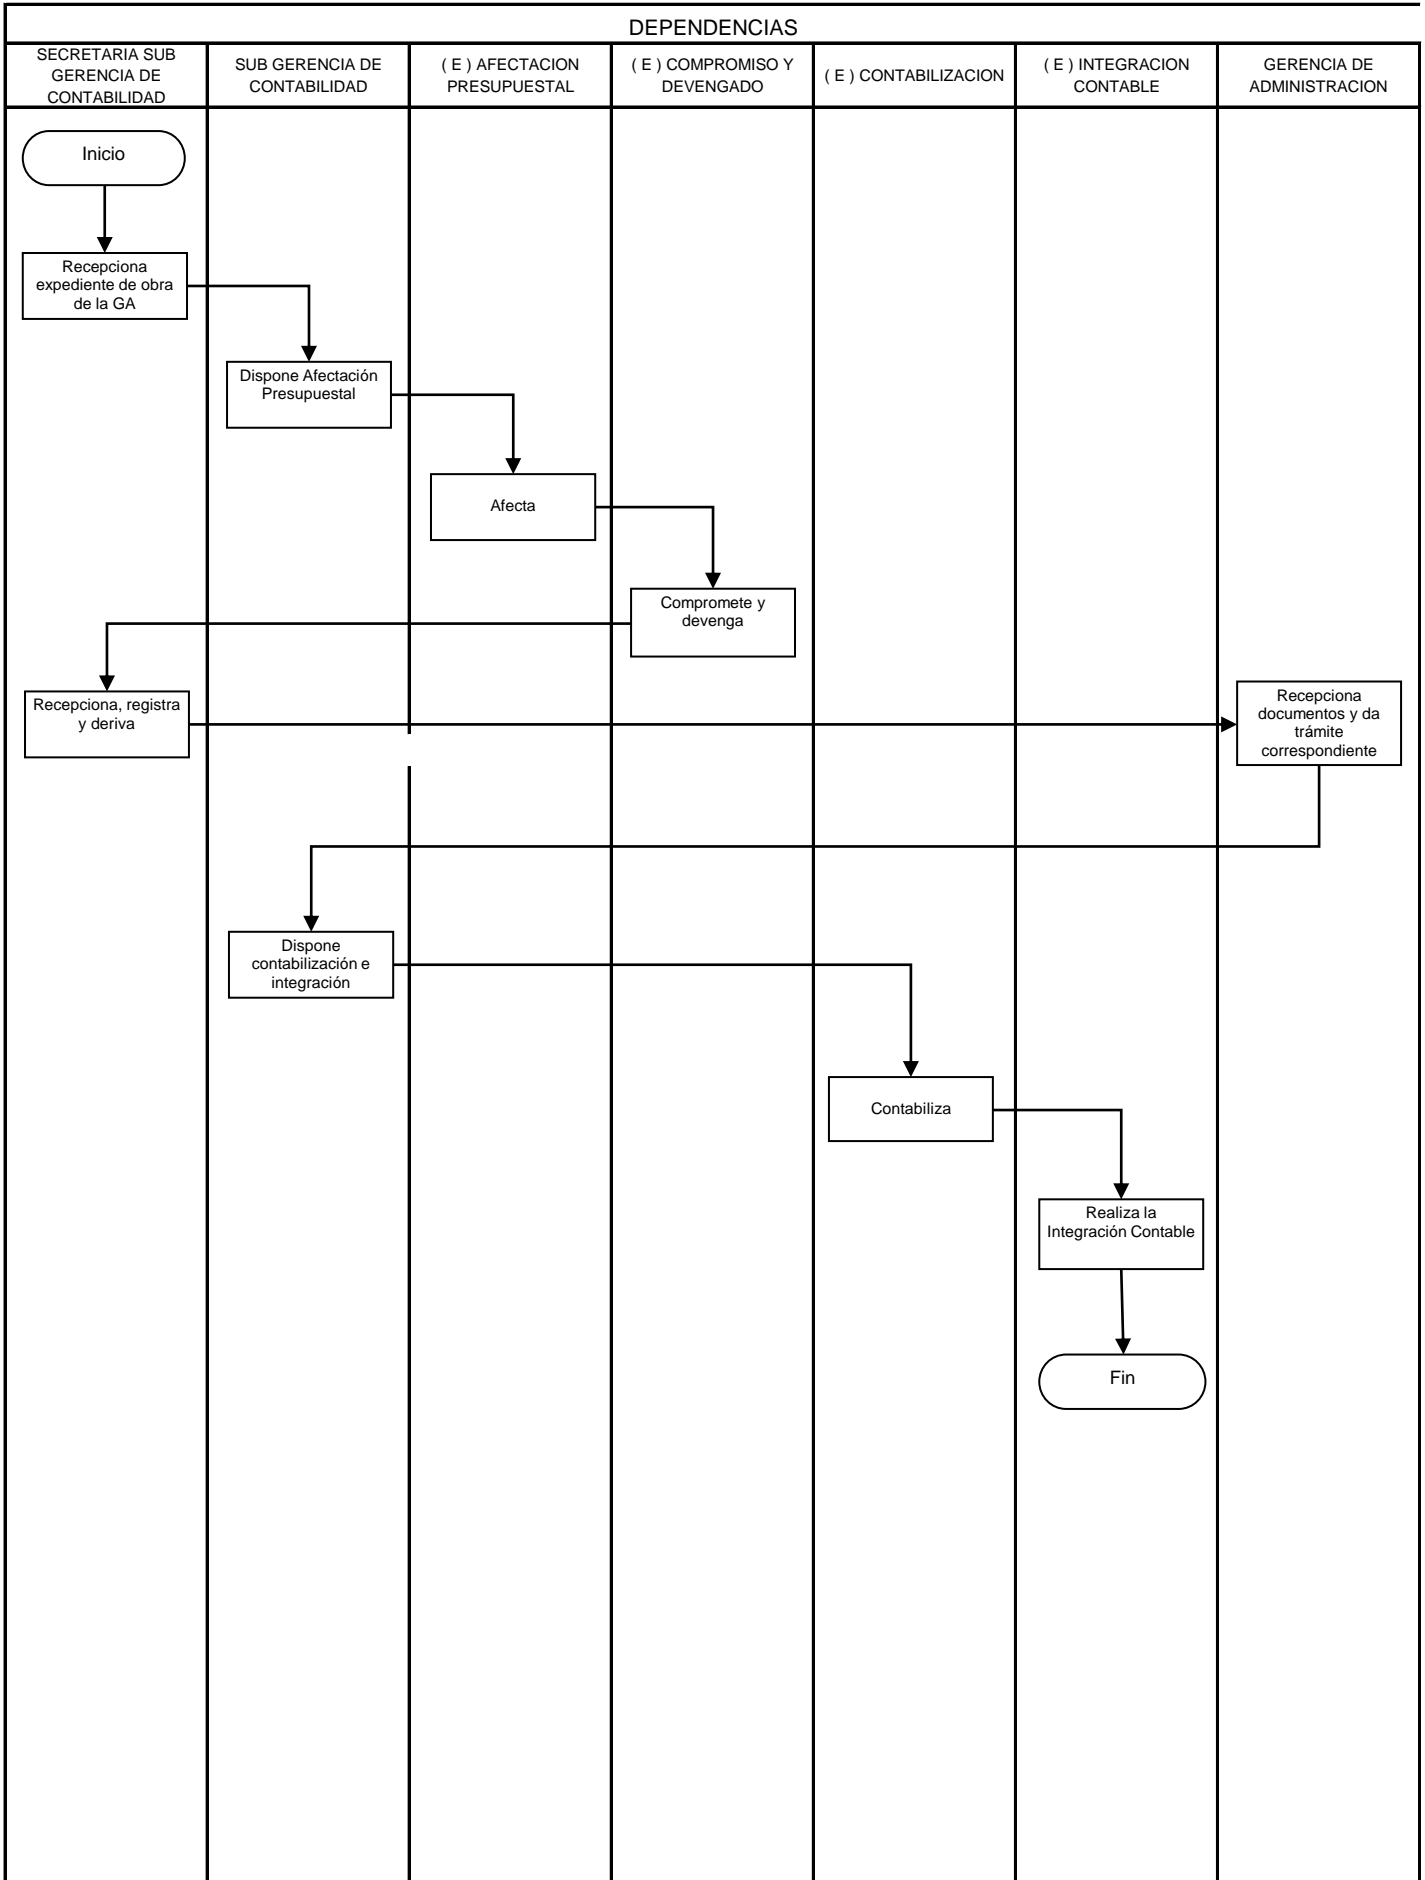 DEPENDENCIAS
SECRETARIA SUB
GERENCIA DE
CONTABILIDAD
SUB GERENCIA DE
CONTABILIDAD
( E ) AFECTACION
PRESUPUESTAL
( E ) COMPROMISO Y
DEVENGADO
( E ) CONTABILIZACION
( E ) INTEGRACION
CONTABLE
GERENCIA DE
ADMINISTRACION
Inicio
Recepciona
expediente de obra
de la GA
Dispone Afectación
Presupuestal
Afecta
Compromete y
devenga
Recepciona, registra
y deriva
Recepciona
documentos y da
trámite
correspondiente
Dispone
contabilización e
integración
Contabiliza
Realiza la
Integración Contable
Fin